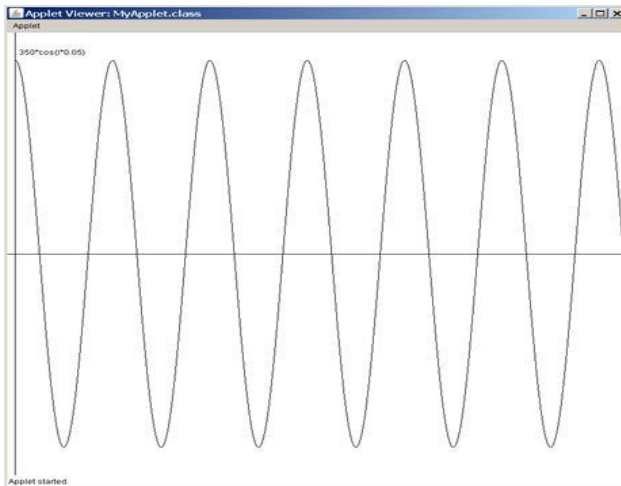 Applet Viewer: MyApplet.class
Applet
350*cos(i*0.05)
Applet started.